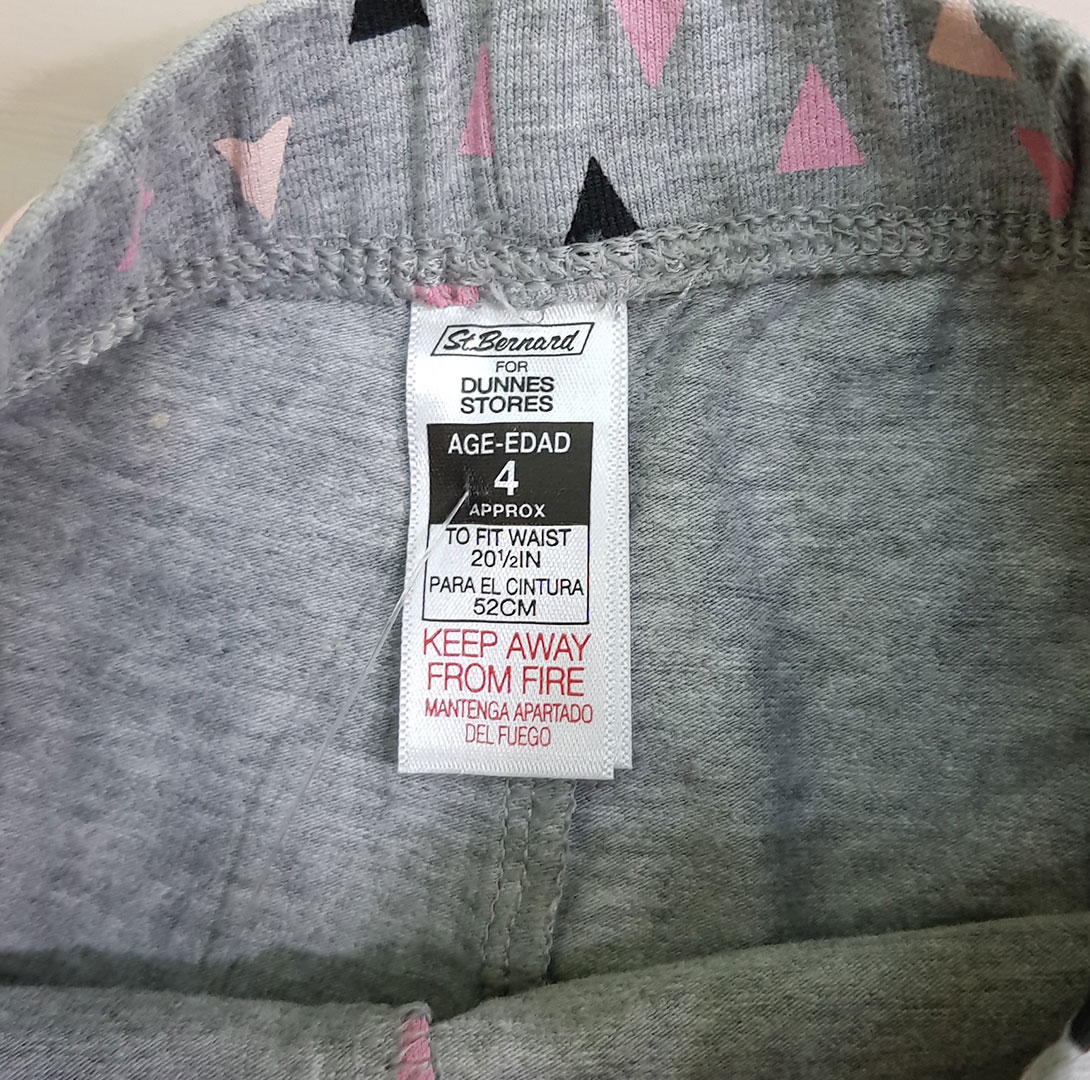 St. Bernard
FOR
DUNNES
STORES
AGE-EDAD
4
APPROX
TO FIT WAIST
20½IN
PARA EL CINTURA
52CM
KEEP AWAY
FROM FIRE
MANTENGA APARTADO
DEL FUEGO